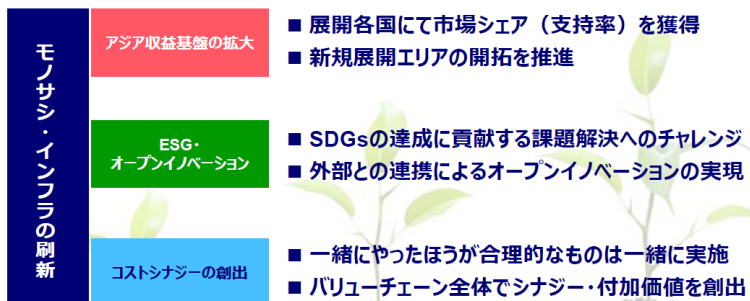 モノサシ・インフラの刷新
アジア収益基盤の拡大
■ 展開各国にて市場シェア（支持率）を獲得
■ 新規展開エリアの開拓を推進
ESG・
オープンイノベーション
■ SDGsの達成に貢献する課題解決へのチャレンジ
■ 外部との連携によるオープンイノベーションの実現
コストシナジーの創出
■ 一緒にやったほうが合理的なものは一緒に実施
■ バリューチェーン全体でシナジー・付加価値を創出